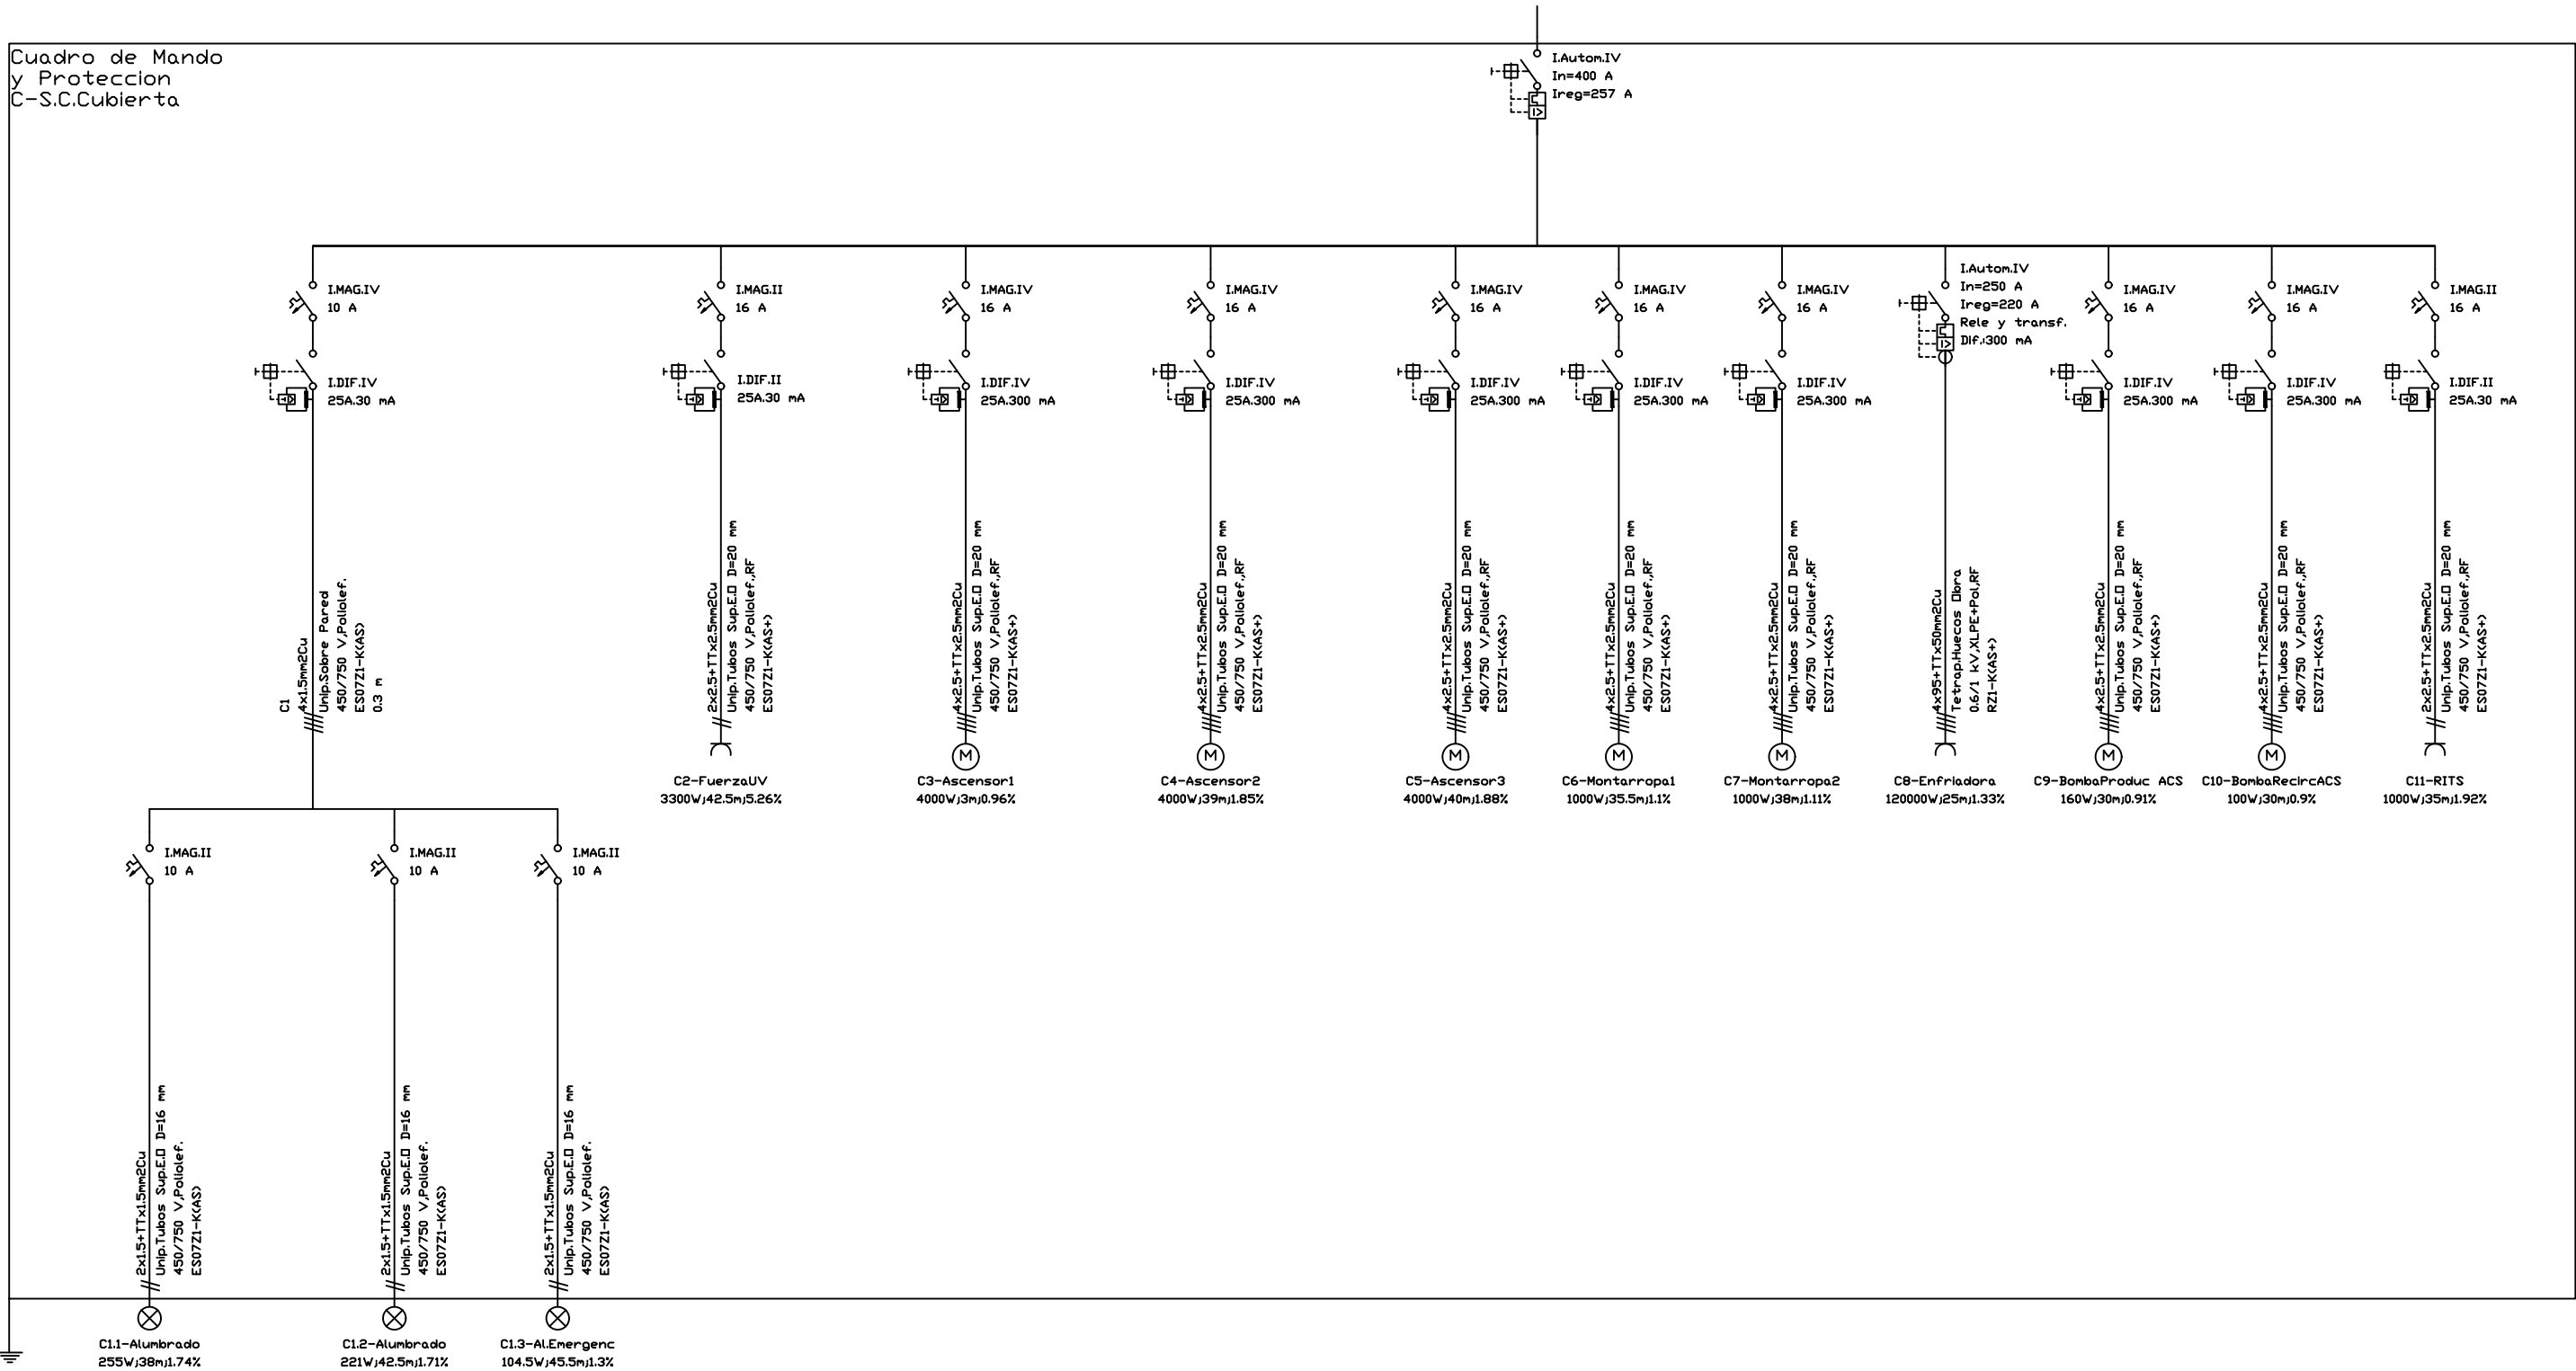 Cuadro de Mando
y Proteccion
C-S.C.Cubierta
I.Autom.IV
In=400 A
Ireg=257 A
I.MAG.IV
10 A
I.DIF.IV
25A.30 mA
C1
4x1.5mm2Cu
Unip.Sobre Pared
450/750 V,Poliolef.
ES07Z1-K(AS)
0.3 m
I.MAG.II
16 A
I.DIF.II
25A.30 mA
2x2.5+TTx2.5mm2Cu
Unip.Tubos Sup.E.O D=20 mm
450/750 V,Poliolef.,RF
ES07Z1-K(AS+)
C2-FuerzaUV
3300W;42.5m;5.26%
I.MAG.IV
16 A
I.DIF.IV
25A.300 mA
4x2.5+TTx2.5mm2Cu
Unip.Tubos Sup.E.O D=20 mm
450/750 V,Poliolef.,RF
ES07Z1-K(AS+)
M
C3-Ascensor1
4000W;3m;0.96%
I.MAG.IV
16 A
I.DIF.IV
25A.300 mA
4x2.5+TTx2.5mm2Cu
Unip.Tubos Sup.E.O D=20 mm
450/750 V,Poliolef.,RF
ES07Z1-K(AS+)
M
C4-Ascensor2
4000W;39m;1.85%
I.MAG.IV
16 A
I.DIF.IV
25A.300 mA
4x2.5+TTx2.5mm2Cu
Unip.Tubos Sup.E.O D=20 mm
450/750 V,Poliolef.,RF
ES07Z1-K(AS+)
M
C5-Ascensor3
4000W;40m;1.88%
I.MAG.IV
16 A
I.DIF.IV
25A.300 mA
4x2.5+TTx2.5mm2Cu
Unip.Tubos Sup.E.O D=20 mm
450/750 V,Poliolef.,RF
ES07Z1-K(AS+)
M
C6-Montarropa1
1000W;35.5m;1.1%
I.MAG.IV
16 A
I.DIF.IV
25A.300 mA
4x2.5+TTx2.5mm2Cu
Unip.Tubos Sup.E.O D=20 mm
450/750 V,Poliolef.,RF
ES07Z1-K(AS+)
M
C7-Montarropa2
1000W;38m;1.11%
I.Autom.IV
In=250 A
Ireg=220 A
Rele y transf.
Dif.:300 mA
4x95+TTx50mm2Cu
Tetrap.Huecos Obra
0.6/1 kV,XLPE+Pol,RF
RZ1-K(AS+)
C8-Enfriadora
120000W;25m;1.33%
I.MAG.IV
16 A
I.DIF.IV
25A.300 mA
4x2.5+TTx2.5mm2Cu
Unip.Tubos Sup.E.O D=20 mm
450/750 V,Poliolef.,RF
ES07Z1-K(AS+)
M
C9-BombaProduc ACS
160W;30m;0.91%
I.MAG.IV
16 A
I.DIF.IV
25A.300 mA
4x2.5+TTx2.5mm2Cu
Unip.Tubos Sup.E.O D=20 mm
450/750 V,Poliolef.,RF
ES07Z1-K(AS+)
M
C10-BombaRecircACS
100W;30m;0.9%
I.MAG.II
16 A
I.DIF.II
25A.30 mA
2x2.5+TTx2.5mm2Cu
Unip.Tubos Sup.E.O D=20 mm
450/750 V,Poliolef.,RF
ES07Z1-K(AS+)
C11-RITS
1000W;35m;1.92%
I.MAG.II
10 A
2x1.5+TTx1.5mm2Cu
Unip.Tubos Sup.E.O D=16 mm
450/750 V,Poliolef.
ES07Z1-K(AS)
C1.1-Alumbrado
255W;38m;1.74%
I.MAG.II
10 A
2x1.5+TTx1.5mm2Cu
Unip.Tubos Sup.E.O D=16 mm
450/750 V,Poliolef.
ES07Z1-K(AS)
C1.2-Alumbrado
221W;42.5m;1.71%
I.MAG.II
10 A
2x1.5+TTx1.5mm2Cu
Unip.Tubos Sup.E.O D=16 mm
450/750 V,Poliolef.
ES07Z1-K(AS)
C1.3-Al.Emergenc
104.5W;45.5m;1.3%